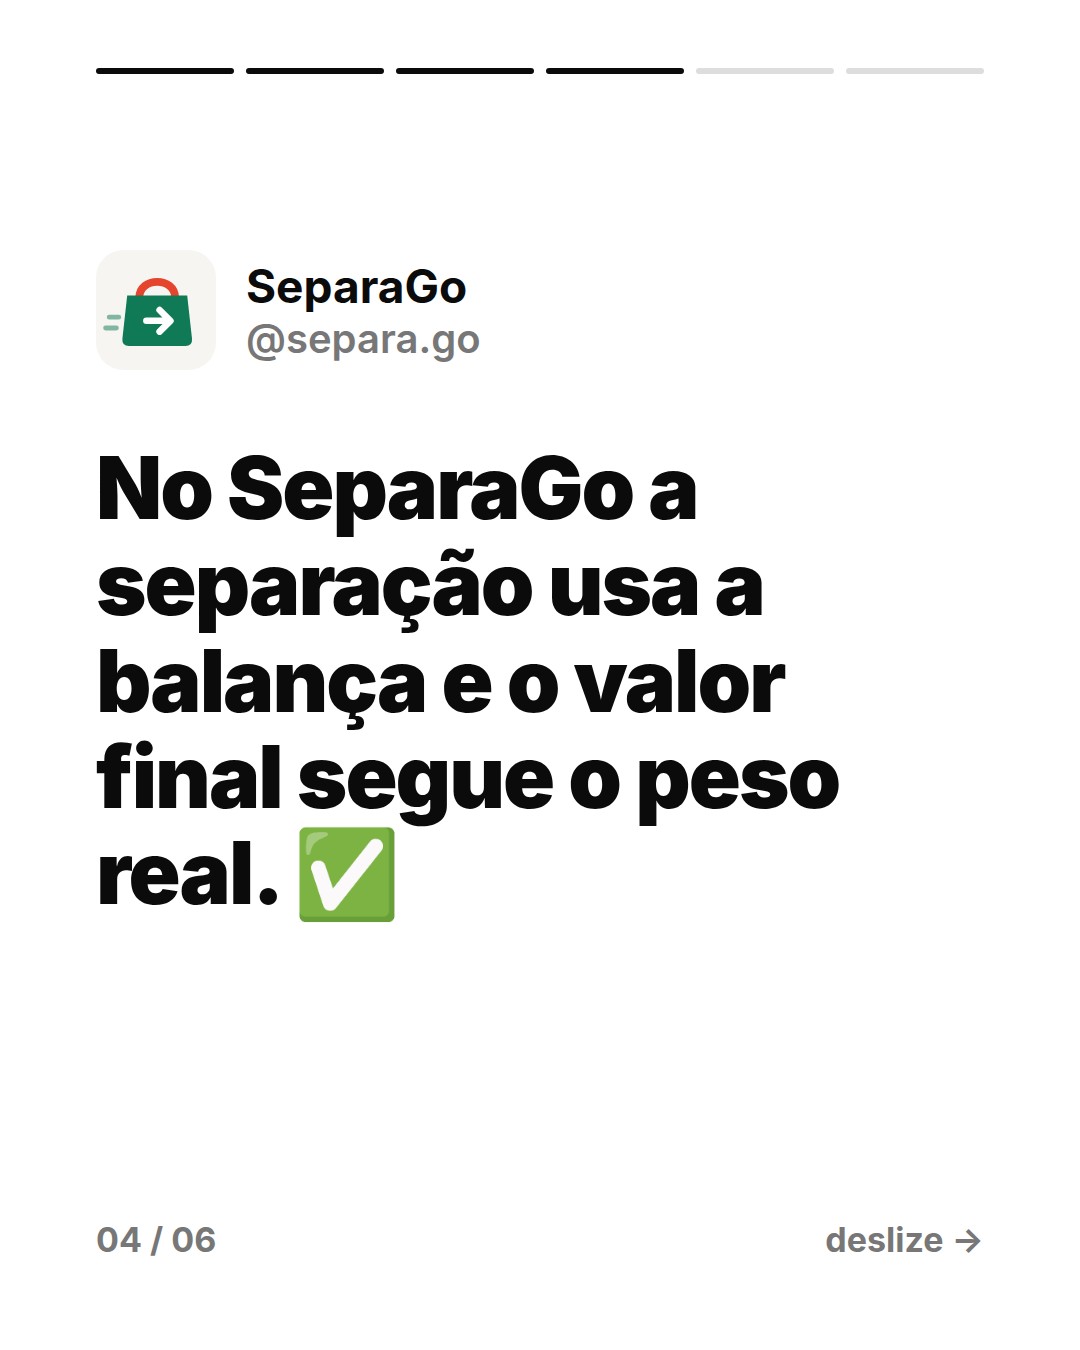 SeparaGo
@separa.go
No SeparaGo a
separação usa a
balança e o valor
final segue o peso
real. ✅
04 / 06
deslize →